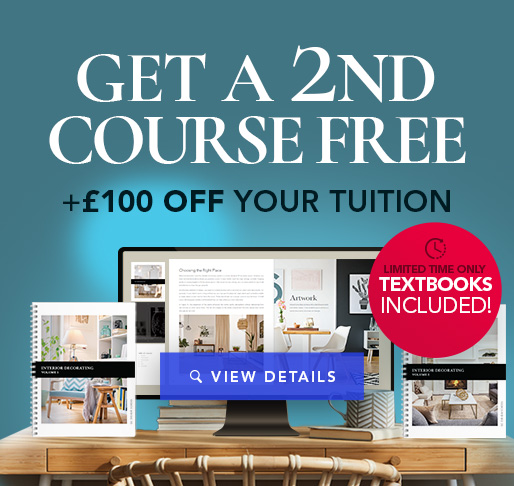 GET A 2ND
COURSE FREE
+£100 OFF YOUR TUITION
LIMITED TIME ONLY
TEXTBOOKS
INCLUDED!
Choosing the Right Piece
Artwork
INTERIOR DECORATING
INTERIOR DECORATING
VIEW DETAILS